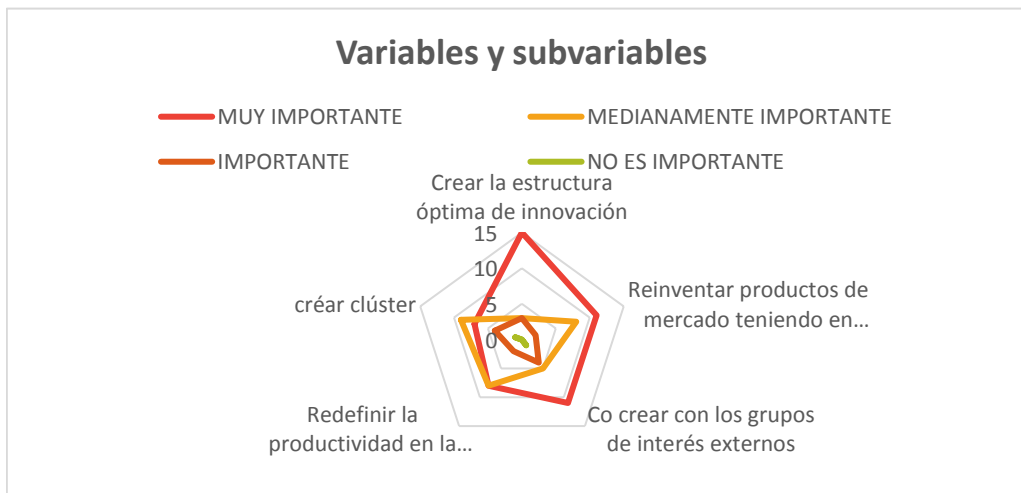 Variables y subvariables
MUY IMPORTANTE
MEDIANAMENTE IMPORTANTE
IMPORTANTE
NO ES IMPORTANTE
Crear la estructura
óptima de innovación
15
10
5
0
Reinventar productos de
mercado teniendo en...
Co crear con los grupos
de interés externos
Redefinir la
productividad en la...
créar clúster